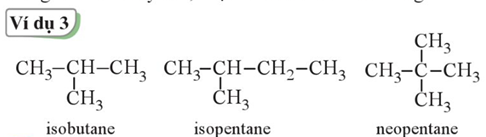 Ví dụ 3
CH₃
CH₃–CH–CH₃ CH₃–CH–CH₂–CH₃ CH₃–C–CH₃
CH₃ CH₃ CH₃
isobutane isopentane neopentane